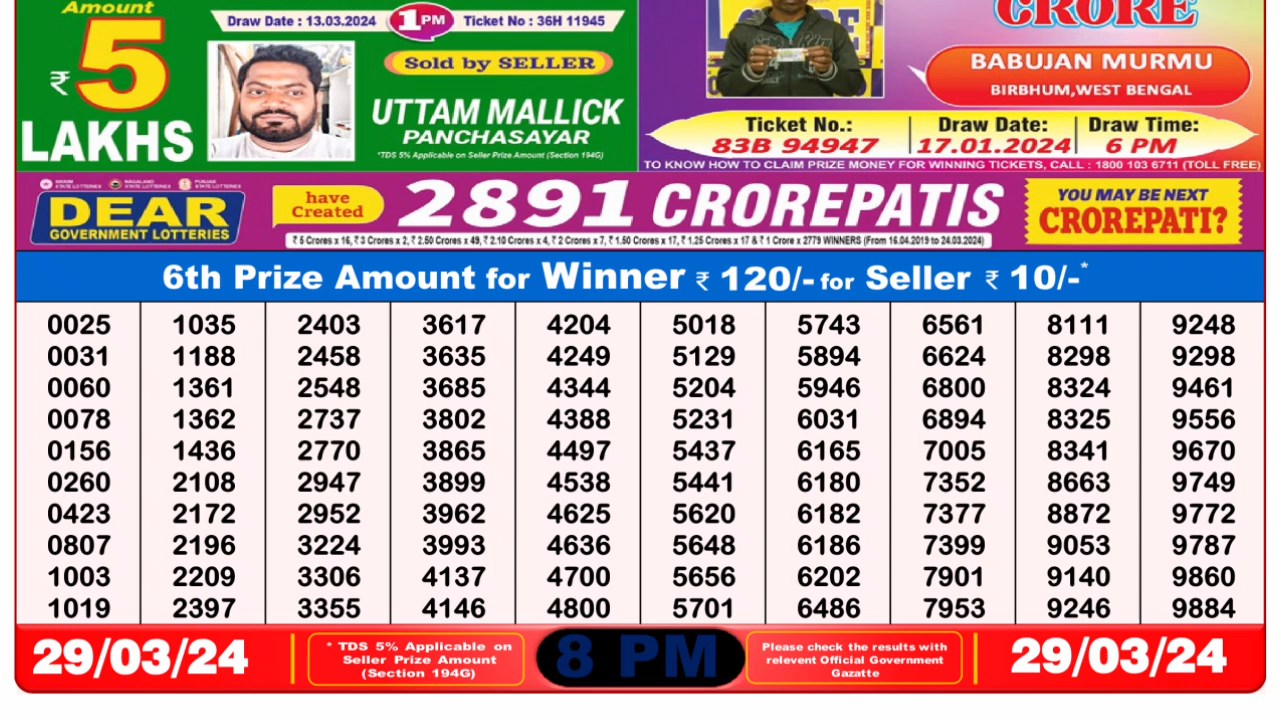 Amount
₹ 5
LAKHS
Draw Date : 13.03.2024
1 PM
Ticket No : 36H 11945
Sold by SELLER
UTTAM MALLICK
PANCHASAYAR
*TDS 5% Applicable on Seller Prize Amount (Section 194G)
CRORE
BABUJAN MURMU
BIRBHUM,WEST BENGAL
Ticket No.: Draw Date: Draw Time:
83B 94947 17.01.2024 6 PM
TO KNOW HOW TO CLAIM PRIZE MONEY FOR WINNING TICKETS, CALL : 1800 103 6711 (TOLL FREE)
SIKKIM STATE LOTTERIES NAGALAND STATE LOTTERIES PUNJAB STATE LOTTERIES
DEAR
GOVERNMENT LOTTERIES
have
Created
2891 CROREPATIS
₹ 5 Crores x 16, ₹ 3 Crores x 2, ₹ 2.50 Crores x 49, ₹ 2.10 Crores x 4, ₹ 2 Crores x 7, ₹ 1.50 Crores x 17, ₹ 1.25 Crores x 17 & ₹ 1 Crore x 2779 WINNERS (From 16.04.2019 to 24.03.2024)
YOU MAY BE NEXT
CROREPATI?
6th Prize Amount for Winner ₹ 120/- for Seller ₹ 10/-*
0025 1035 2403 3617 4204 5018 5743 6561 8111 9248
0031 1188 2458 3635 4249 5129 5894 6624 8298 9298
0060 1361 2548 3685 4344 5204 5946 6800 8324 9461
0078 1362 2737 3802 4388 5231 6031 6894 8325 9556
0156 1436 2770 3865 4497 5437 6165 7005 8341 9670
0260 2108 2947 3899 4538 5441 6180 7352 8663 9749
0423 2172 2952 3962 4625 5620 6182 7377 8872 9772
0807 2196 3224 3993 4636 5648 6186 7399 9053 9787
1003 2209 3306 4137 4700 5656 6202 7901 9140 9860
1019 2397 3355 4146 4800 5701 6486 7953 9246 9884
29/03/24
* TDS 5% Applicable on
Seller Prize Amount
(Section 194G)
8 PM
Please check the results with
relevent Official Government
Gazatte
29/03/24